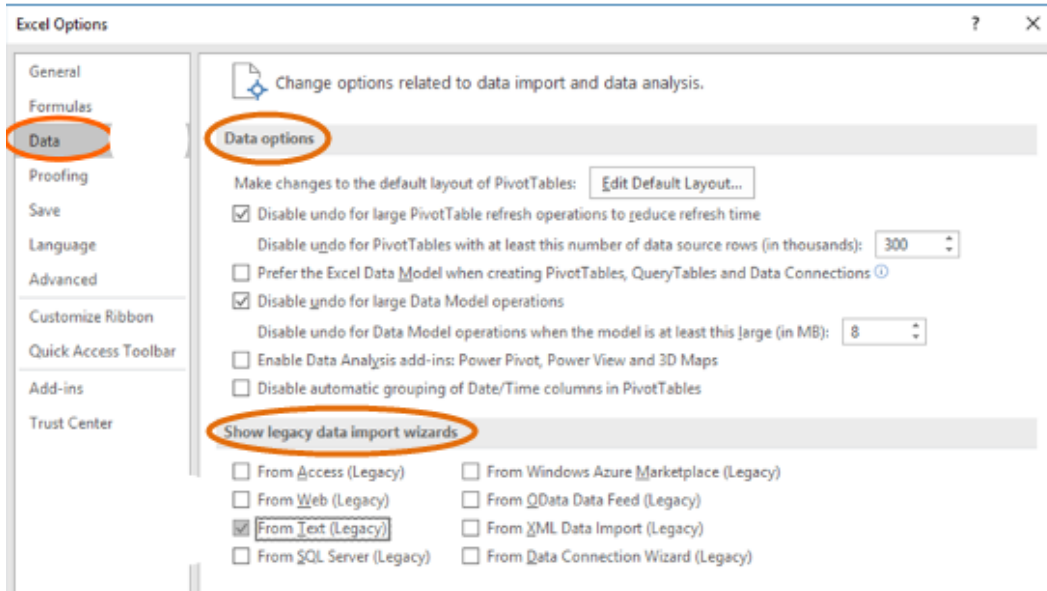 Excel Options ? ×
General
Formulas
Data
Proofing
Save
Language
Advanced
Customize Ribbon
Quick Access Toolbar
Add-ins
Trust Center
Change options related to data import and data analysis.
Data options
Make changes to the default layout of PivotTables: Edit Default Layout...
Disable undo for large PivotTable refresh operations to reduce refresh time
Disable undo for PivotTables with at least this number of data source rows (in thousands): 300
Prefer the Excel Data Model when creating PivotTables, QueryTables and Data Connections
Disable undo for large Data Model operations
Disable undo for Data Model operations when the model is at least this large (in MB): 8
Enable Data Analysis add-ins: Power Pivot, Power View and 3D Maps
Disable automatic grouping of Date/Time columns in PivotTables
Show legacy data import wizards
From Access (Legacy) From Windows Azure Marketplace (Legacy)
From Web (Legacy) From OData Data Feed (Legacy)
From Text (Legacy) From XML Data Import (Legacy)
From SQL Server (Legacy) From Data Connection Wizard (Legacy)